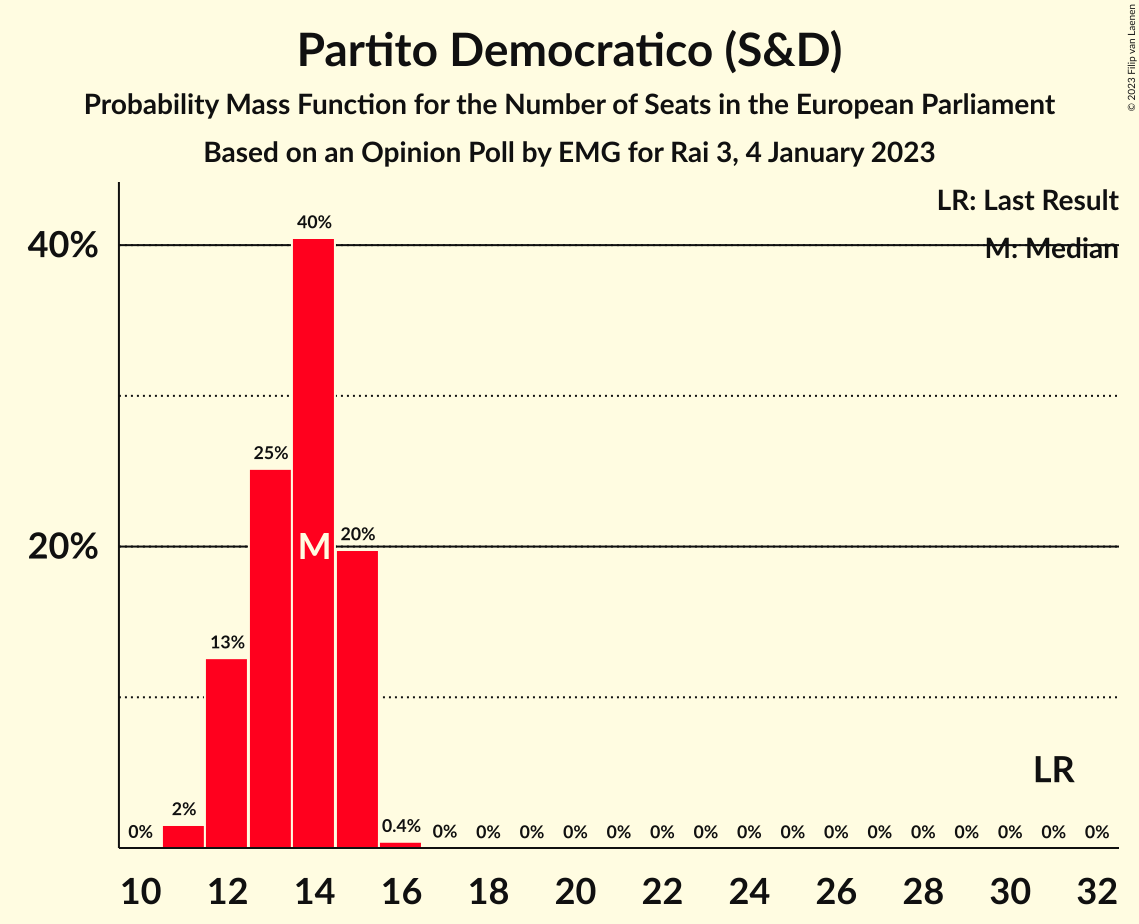 Partito Democratico (S&D)
Probability Mass Function for the Number of Seats in the European Parliament
Based on an Opinion Poll by EMG for Rai 3, 4 January 2023
© 2023 Filip van Laenen
LR: Last Result
M: Median
40%
20%
0% 2% 13% 25% 40% 20% 0.4% 0% 0% 0% 0% 0% 0% 0% 0% 0% 0% 0% 0% 0% 0% 0% 0%
M
LR
10 12 14 16 18 20 22 24 26 28 30 32